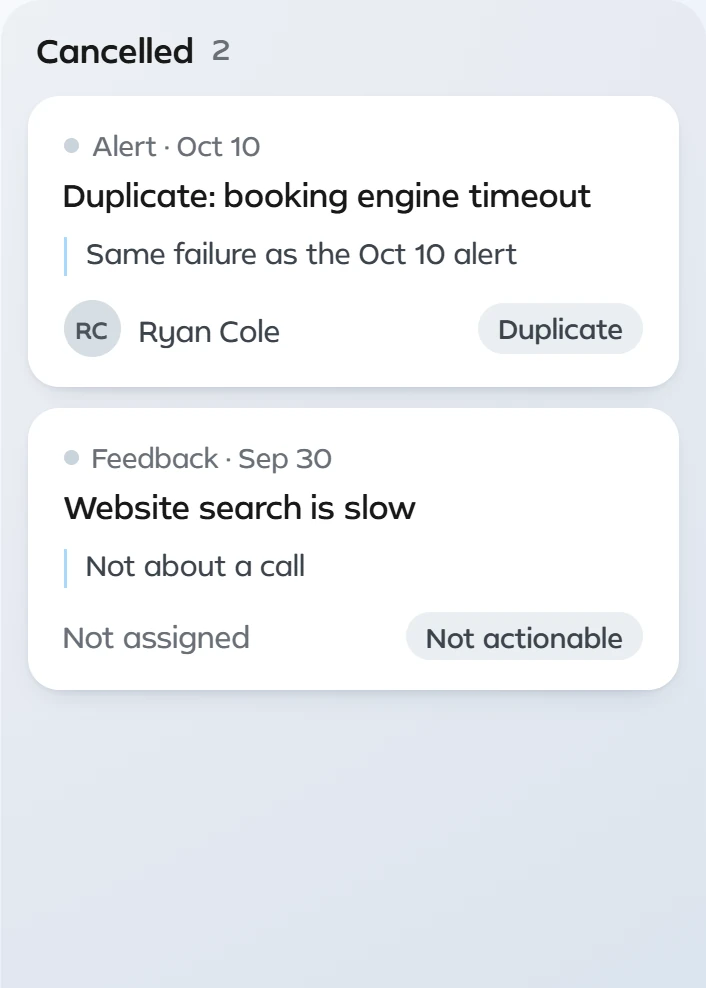 Cancelled 2
Alert · Oct 10
Duplicate: booking engine timeout
Same failure as the Oct 10 alert
RC Ryan Cole Duplicate
Feedback · Sep 30
Website search is slow
Not about a call
Not assigned Not actionable